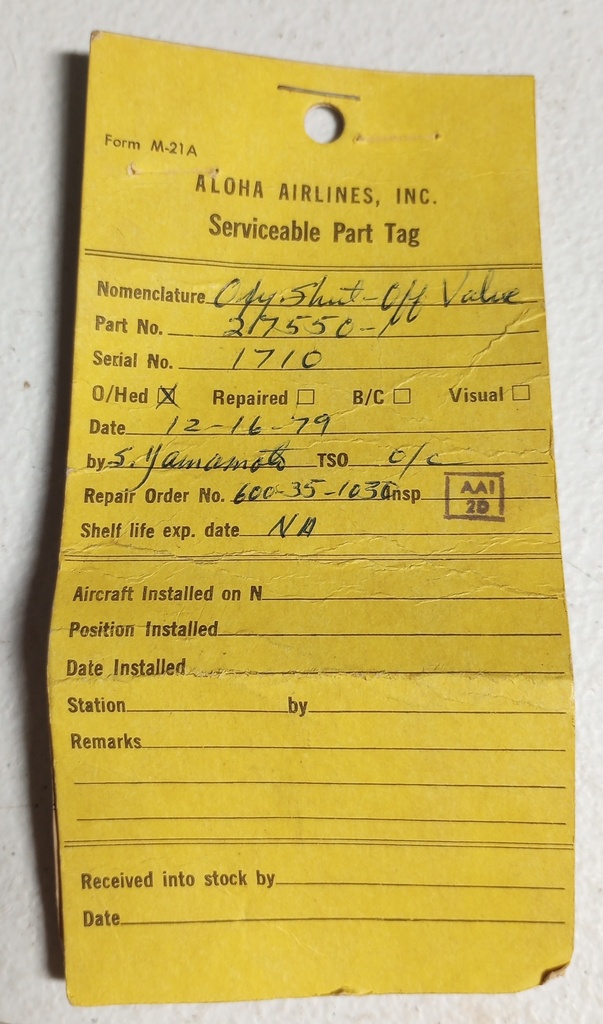 Form M-21A
ALOHA AIRLINES, INC.
Serviceable Part Tag
Nomenclature Oxy Shut-Off Valve
Part No. 217550-1
Serial No. 1710
O/Hed ☒ Repaired ☐ B/C ☐ Visual ☐
Date 12-16-79
by S. Yamamoto TSO O/C
Repair Order No. 600-35-1030 Insp AAI 2D
Shelf life exp. date NA
Aircraft Installed on N
Position Installed
Date Installed
Station by
Remarks
Received into stock by
Date